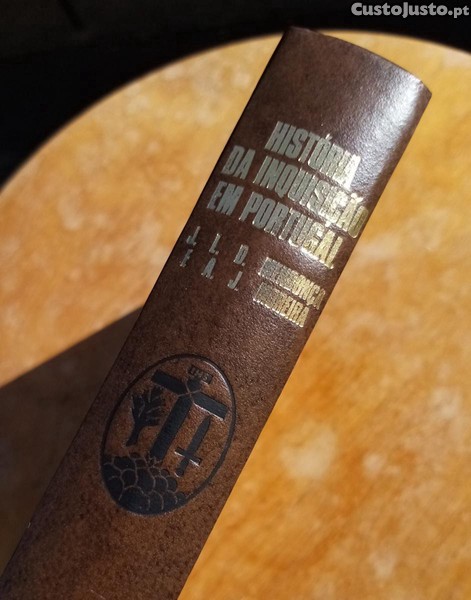 CustoJusto.pt
HISTÓRIA
DA INQUISIÇÃO
EM PORTUGAL
J. L. D. MENDONÇA
E A. J. MOREIRA